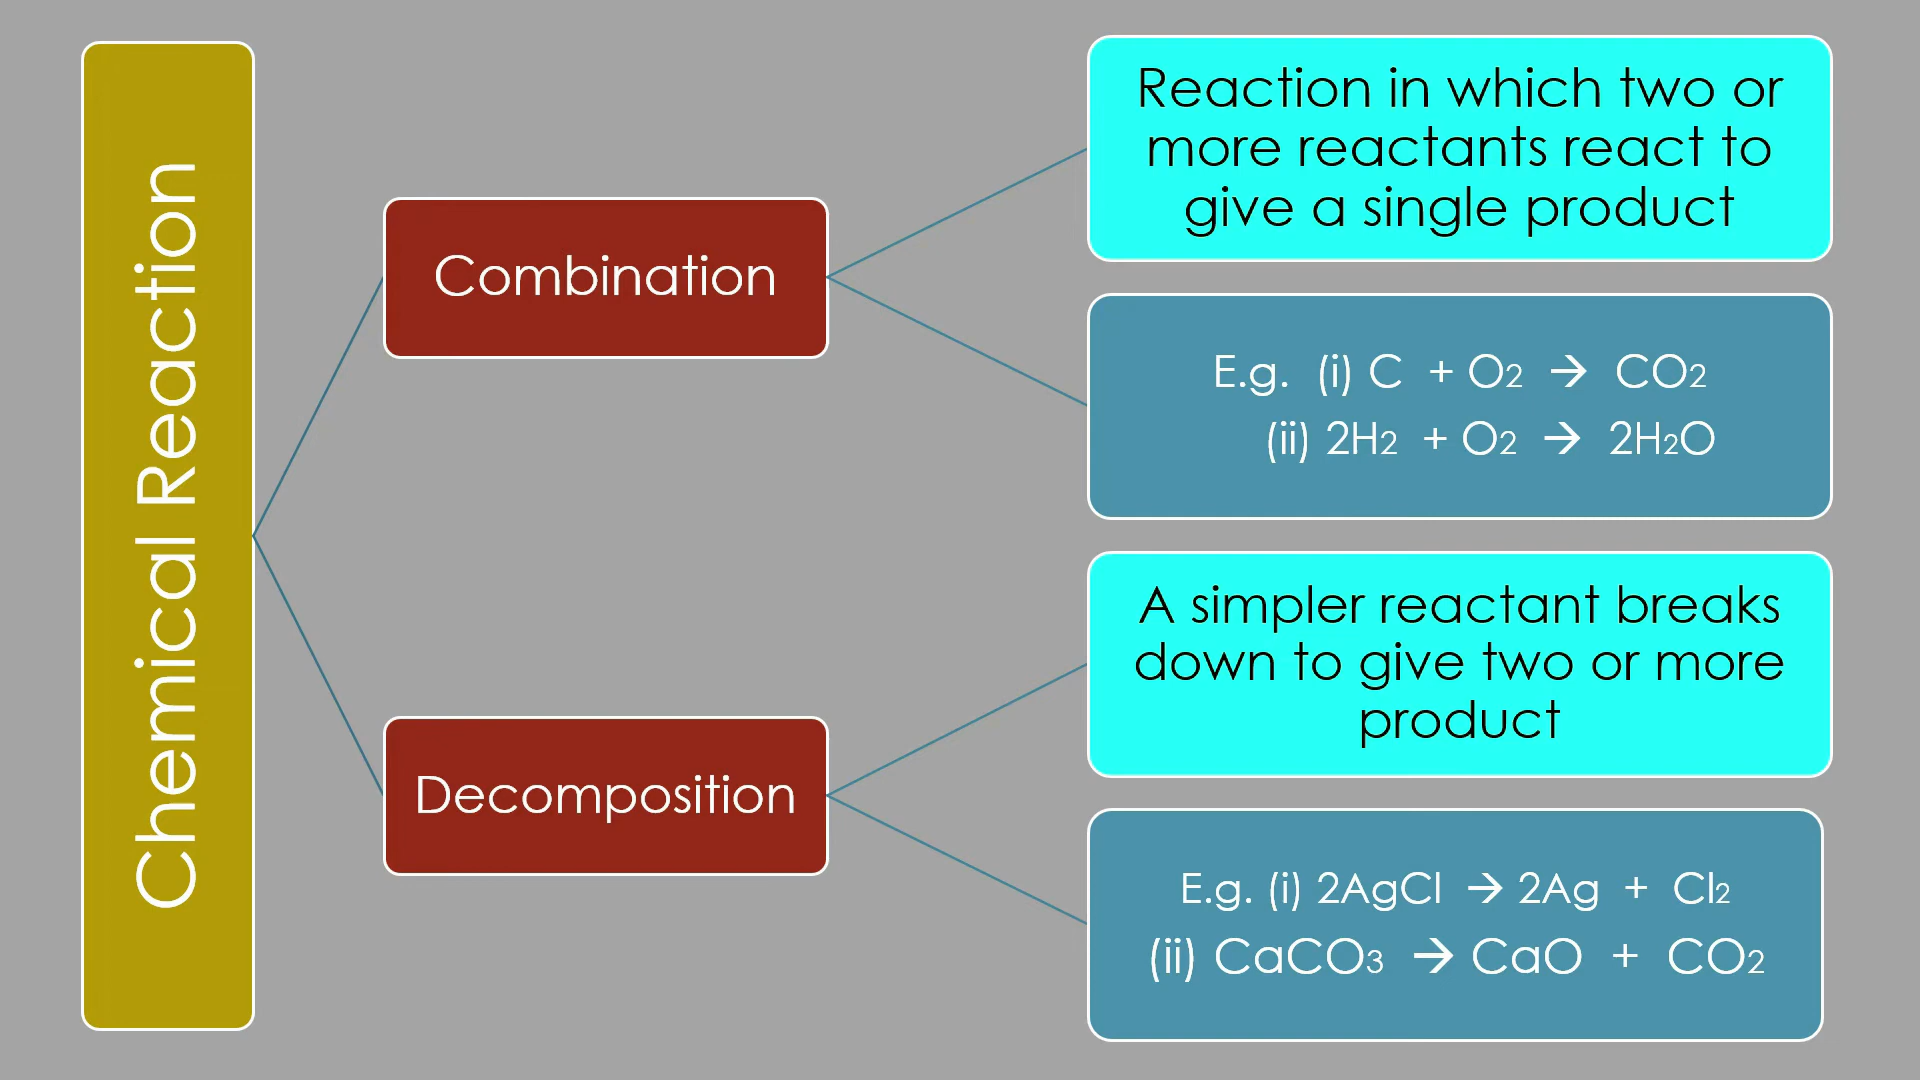 Chemical Reaction
Combination
Reaction in which two or
more reactants react to
give a single product
E.g. (i) C + O2 → CO2
(ii) 2H2 + O2 → 2H2O
Decomposition
A simpler reactant breaks
down to give two or more
product
E.g. (i) 2AgCl → 2Ag + Cl2
(ii) CaCO3 → CaO + CO2